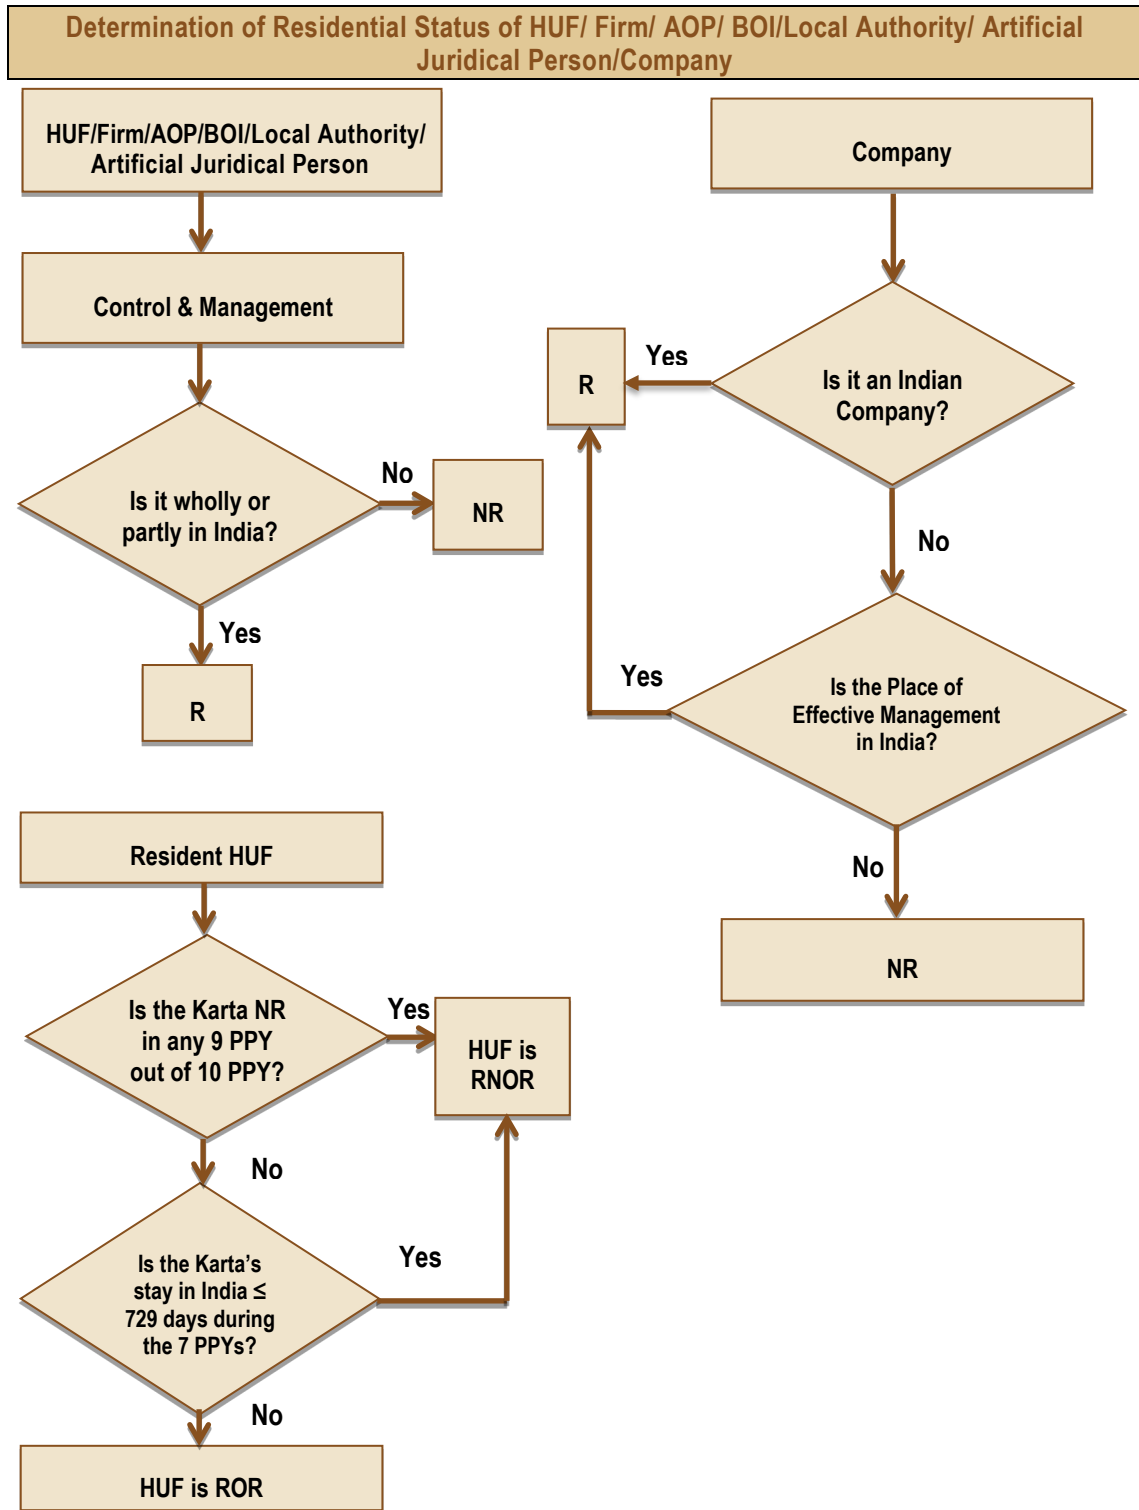 Determination of Residential Status of HUF/ Firm/ AOP/ BOI/Local Authority/ Artificial
Juridical Person/Company
HUF/Firm/AOP/BOI/Local Authority/
Artificial Juridical Person
Control & Management
Is it wholly or
partly in India?
No
NR
Yes
R
Company
Is it an Indian
Company?
Yes
R
No
Is the Place of
Effective Management
in India?
Yes
No
NR
Resident HUF
Is the Karta NR
in any 9 PPY
out of 10 PPY?
Yes
HUF is
RNOR
No
Is the Karta’s
stay in India ≤
729 days during
the 7 PPYs?
Yes
No
HUF is ROR